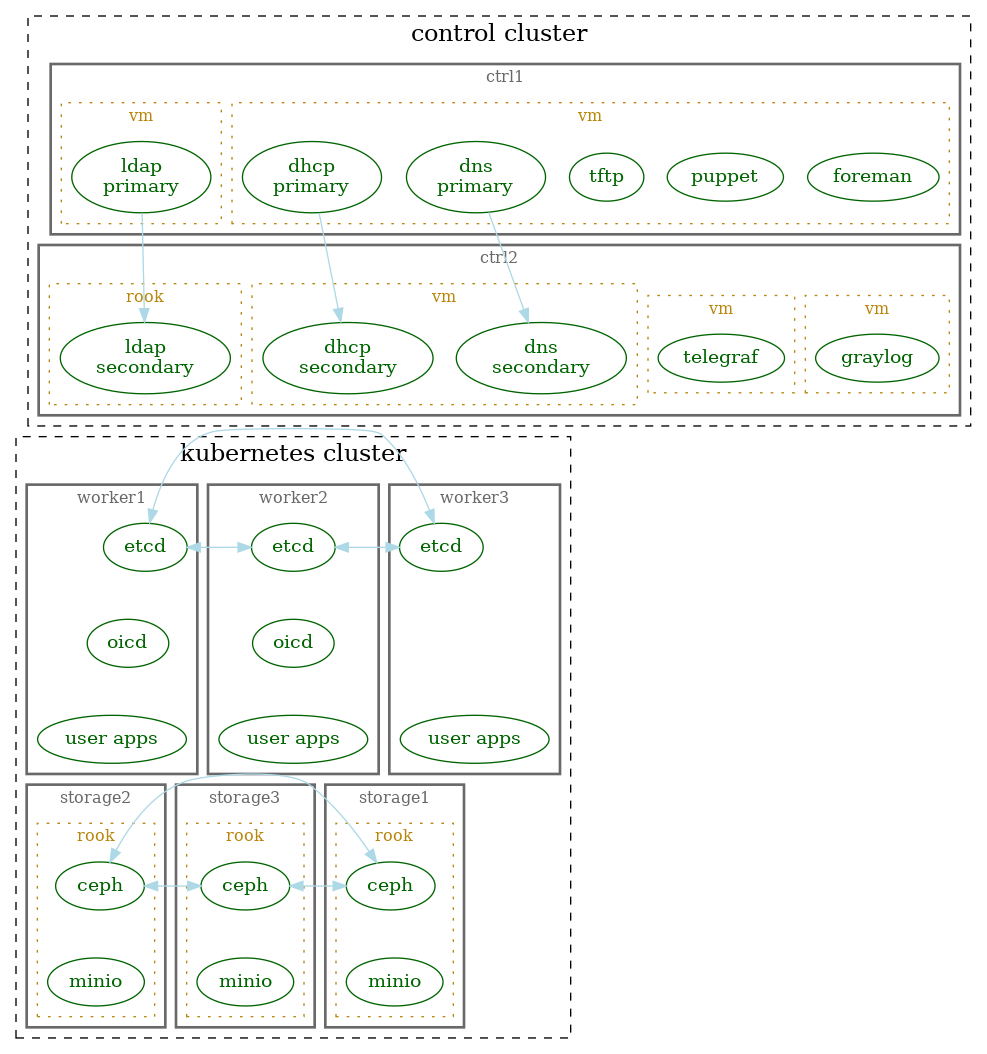 control cluster
ctrl1
vm
vm
ldap
primary
dhcp
primary
dns
primary
tftp
puppet
foreman
ctrl2
rook
vm
vm
vm
ldap
secondary
dhcp
secondary
dns
secondary
telegraf
graylog
kubernetes cluster
worker1
worker2
worker3
etcd
etcd
etcd
oicd
oicd
user apps
user apps
user apps
storage2
storage3
storage1
rook
rook
rook
ceph
ceph
ceph
minio
minio
minio